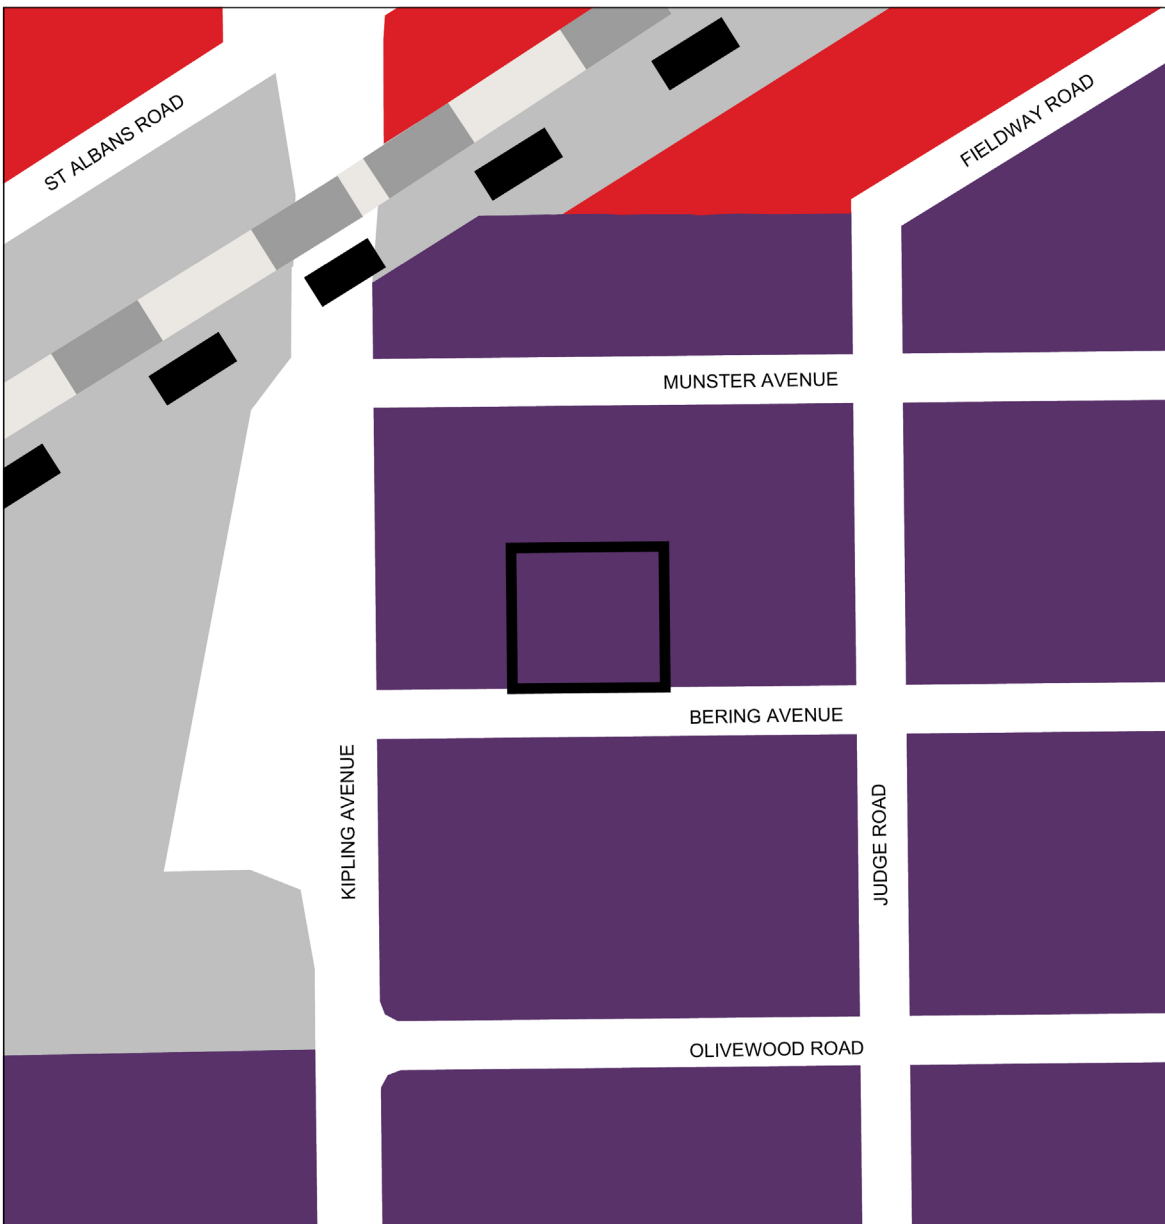 ST ALBANS ROAD
FIELDWAY ROAD
MUNSTER AVENUE
BERING AVENUE
KIPLING AVENUE
JUDGE ROAD
OLIVEWOOD ROAD